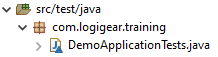 src/test/java
com.logigear.training
DemoApplicationTests.java